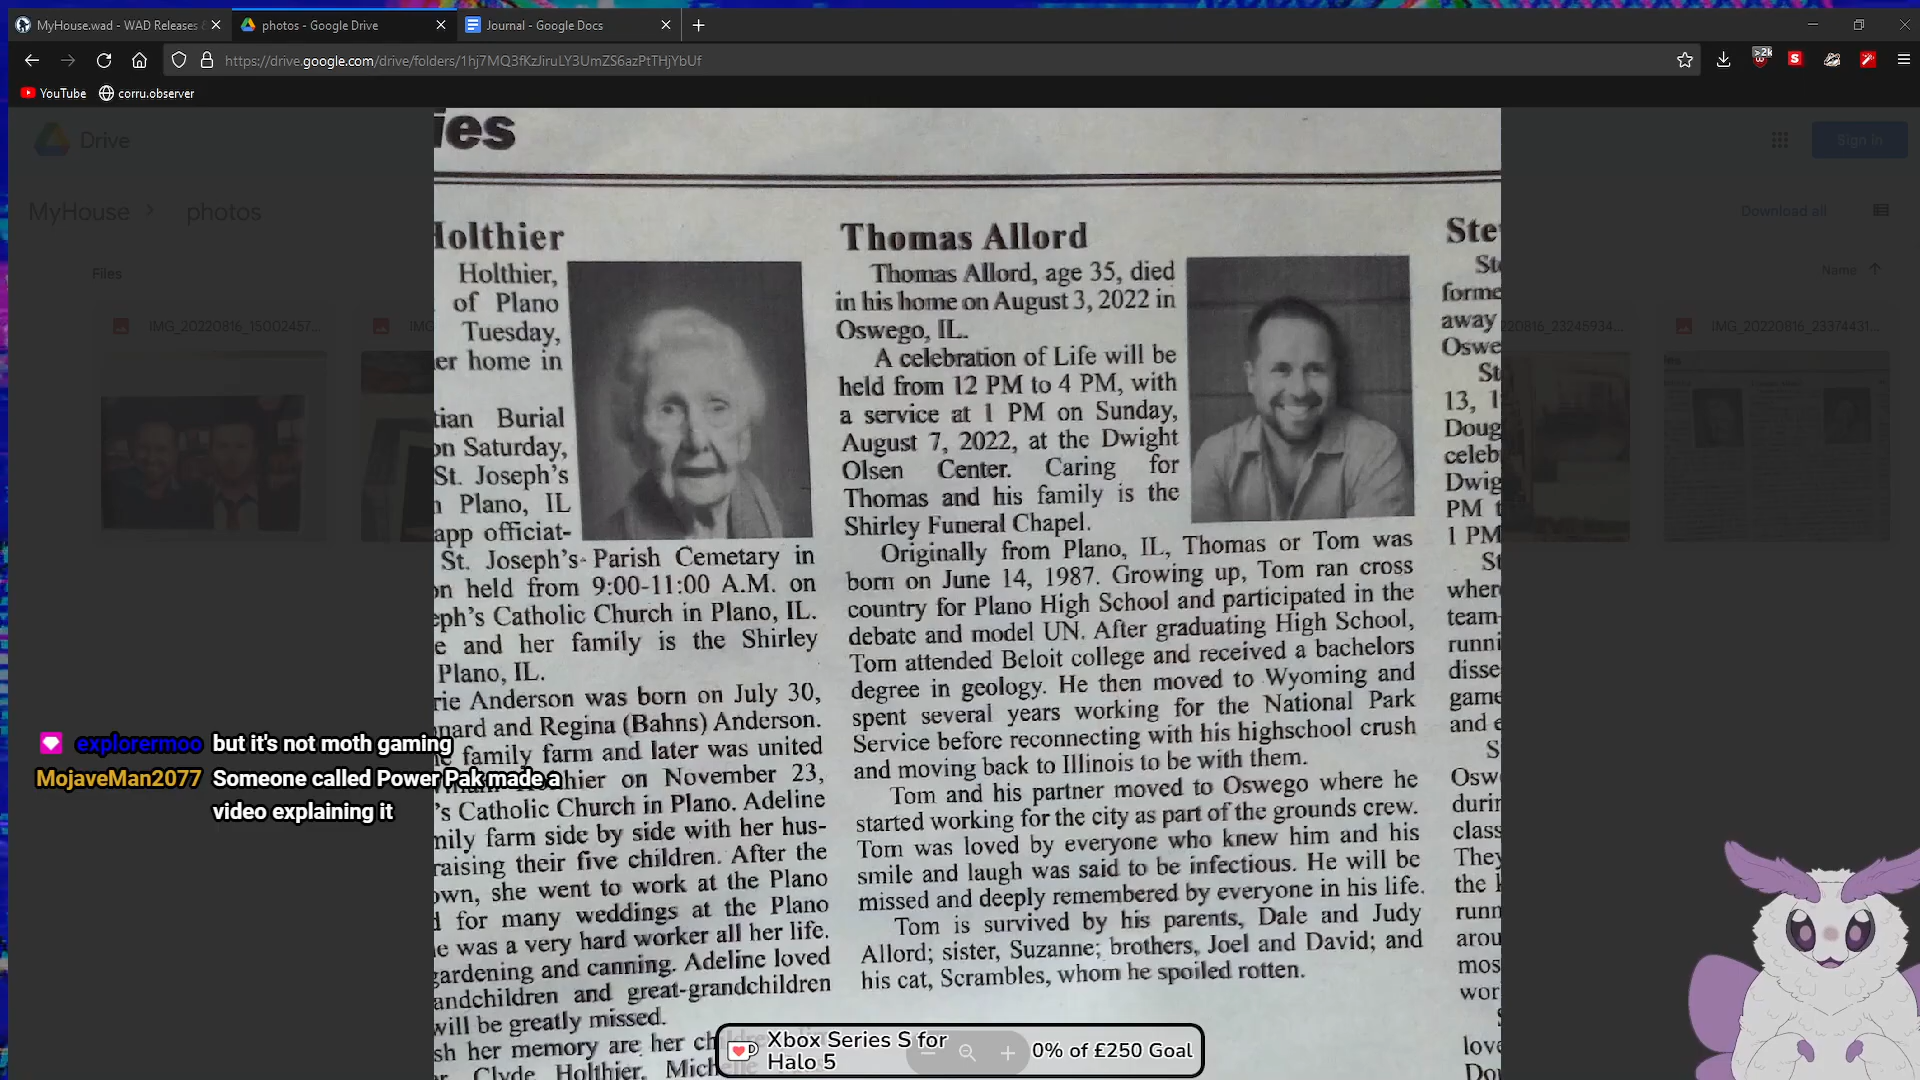 MyHouse.wad - WAD Releases
photos - Google Drive
Journal - Google Docs
https://drive.google.com/drive/folders/1hj7MQ3fKzJiruLY3UmZS6azPtTHjYbUf
>2k
YouTube
corru.observer
Drive
Sign in
MyHouse
photos
Download all
Files
Name
IMG_20220816_15002457...
IMG
20816_23245934...
IMG_20220816_23374431...
ies
Holthier
Holthier,
of Plano
Tuesday,
er home in
tian Burial
on Saturday,
St. Joseph's
Plano, IL
app officiat-
St. Joseph's Parish Cemetary in
on held from 9:00-11:00 A.M. on
eph's Catholic Church in Plano, IL.
e and her family is the Shirley
Plano, IL.
rie Anderson was born on July 30,
nard and Regina (Bahns) Anderson.
family farm and later was united
hier on November 23,
's Catholic Church in Plano. Adeline
mily farm side by side with her hus-
raising their five children. After the
own, she went to work at the Plano
d for many weddings at the Plano
e was a very hard worker all her life.
gardening and canning. Adeline loved
andchildren and great-grandchildren
will be greatly missed.
sh her memory are her
Clyde Holthier,
Thomas Allord
Thomas Allord, age 35, died
in his home on August 3, 2022 in
Oswego, IL.
A celebration of Life will be
held from 12 PM to 4 PM, with
a service at 1 PM on Sunday,
August 7, 2022, at the Dwight
Olsen Center. Caring for
Thomas and his family is the
Shirley Funeral Chapel.
Originally from Plano, IL, Thomas or Tom was
born on June 14, 1987. Growing up, Tom ran cross
country for Plano High School and participated in the
debate and model UN. After graduating High School,
Tom attended Beloit college and received a bachelors
degree in geology. He then moved to Wyoming and
spent several years working for the National Park
Service before reconnecting with his highschool crush
and moving back to Illinois to be with them.
Tom and his partner moved to Oswego where he
started working for the city as part of the grounds crew.
Tom was loved by everyone who knew him and his
smile and laugh was said to be infectious. He will be
missed and deeply remembered by everyone in his life.
Tom is survived by his parents, Dale and Judy
Allord; sister, Suzanne; brothers, Joel and David; and
his cat, Scrambles, whom he spoiled rotten.
Ste
St
forme
away
Oswe
St
13, 1
Doug
celeb
Dwig
PM t
1 PM
St
where
team
runni
disse
game
and e
S
Osw
durin
class
They
the k
runn
arou
mos
wor
love
explorermoo but it's not moth gaming
MojaveMan2077 Someone called Power Pak made a
video explaining it
Xbox Series S for
Halo 5
0% of £250 Goal